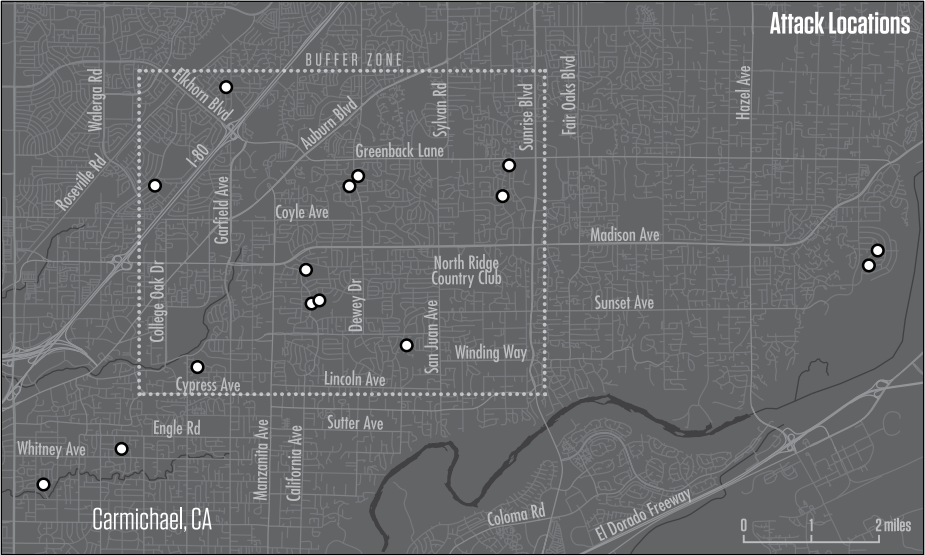 Attack Locations
BUFFER ZONE
Walerga Rd
Elkhorn Blvd
I-80
Auburn Blvd
Sylvan Rd
Sunrise Blvd
Fair Oaks Blvd
Hazel Ave
Roseville Rd
Greenback Lane
Garfield Ave
Coyle Ave
Madison Ave
North Ridge
Country Club
College Oak Dr
Dewey Dr
San Juan Ave
Sunset Ave
Winding Way
Cypress Ave
Lincoln Ave
Whitney Ave
Engle Rd
Manzanita Ave
California Ave
Sutter Ave
Carmichael, CA
Coloma Rd
El Dorado Freeway
0 1 2 miles